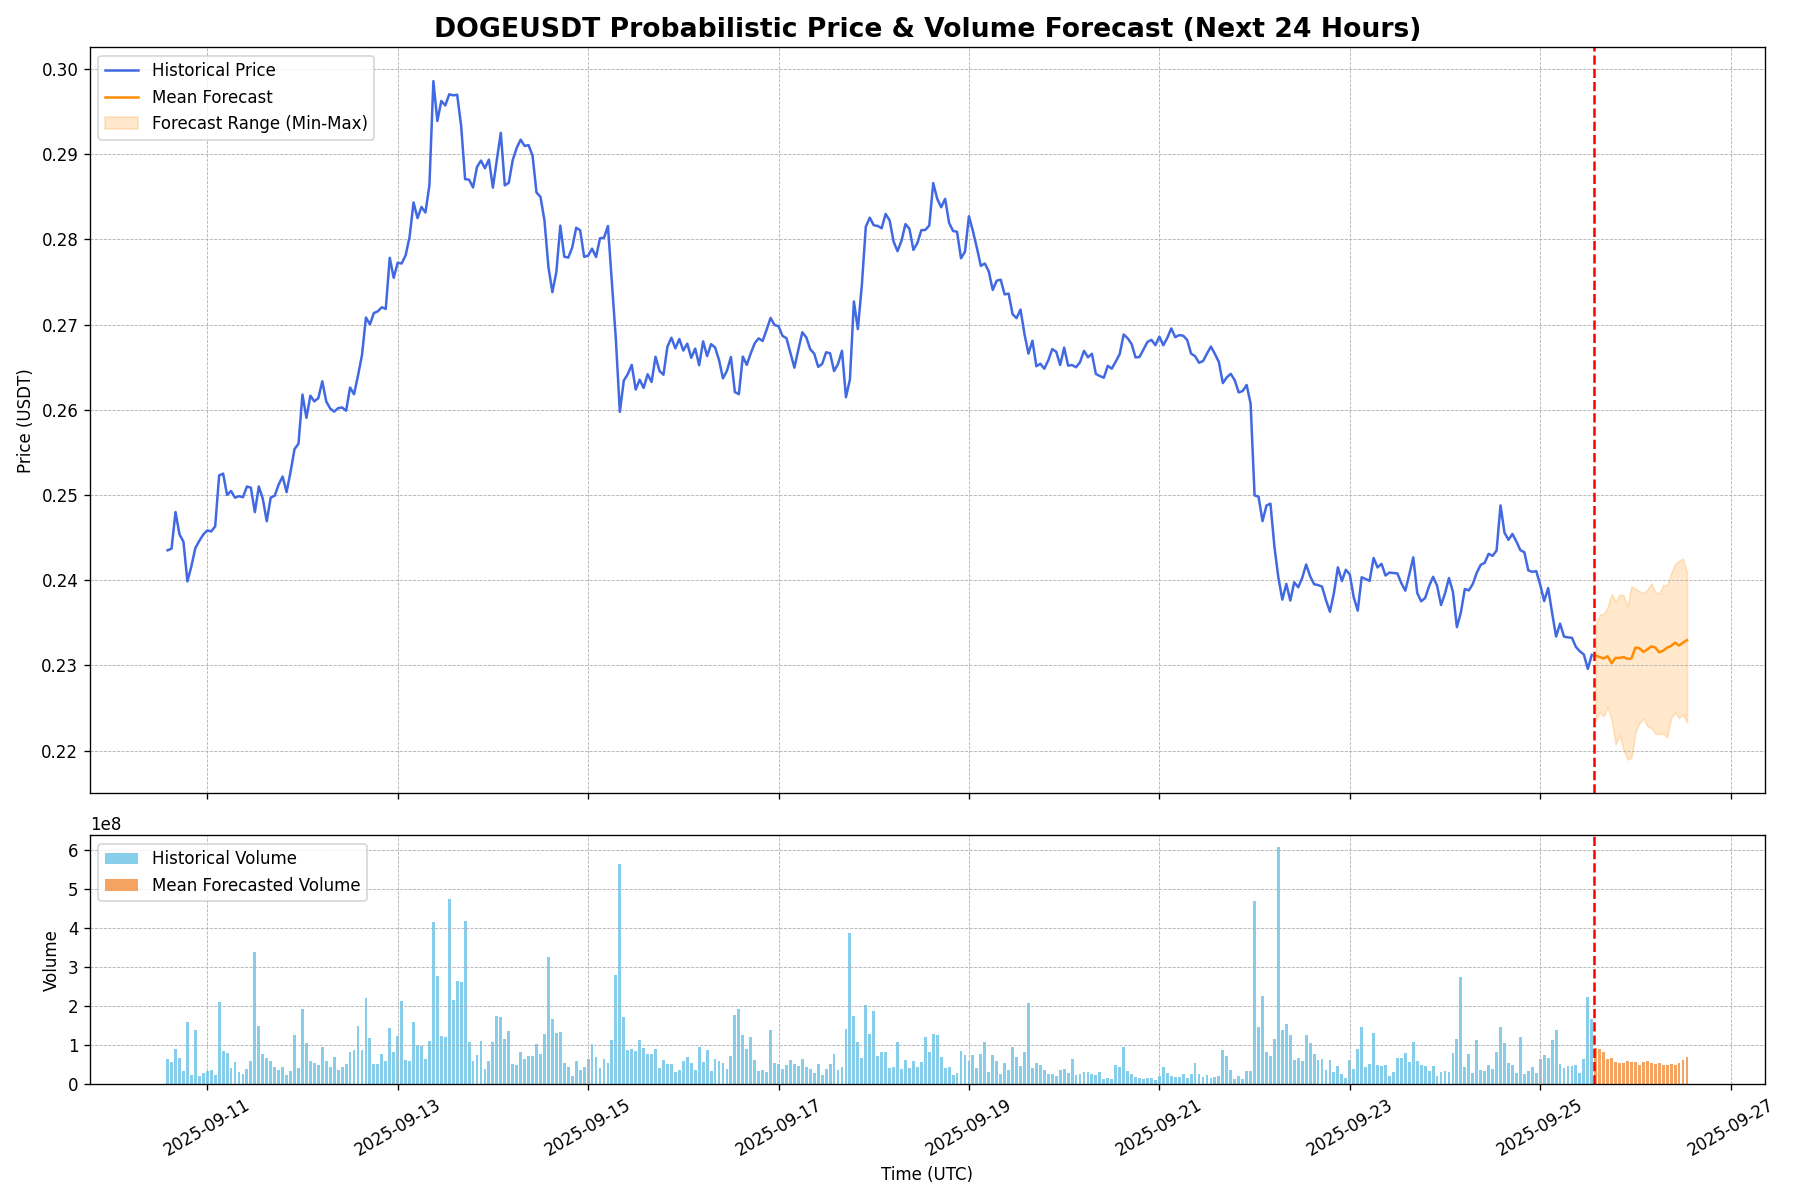 DOGEUSDT Probabilistic Price & Volume Forecast (Next 24 Hours)
Historical Price
Mean Forecast
Forecast Range (Min-Max)
Price (USDT)
0.30
0.29
0.28
0.27
0.26
0.25
0.24
0.23
0.22
1e8
Historical Volume
Mean Forecasted Volume
Volume
6
5
4
3
2
1
0
2025-09-11
2025-09-13
2025-09-15
2025-09-17
2025-09-19
2025-09-21
2025-09-23
2025-09-25
2025-09-27
Time (UTC)